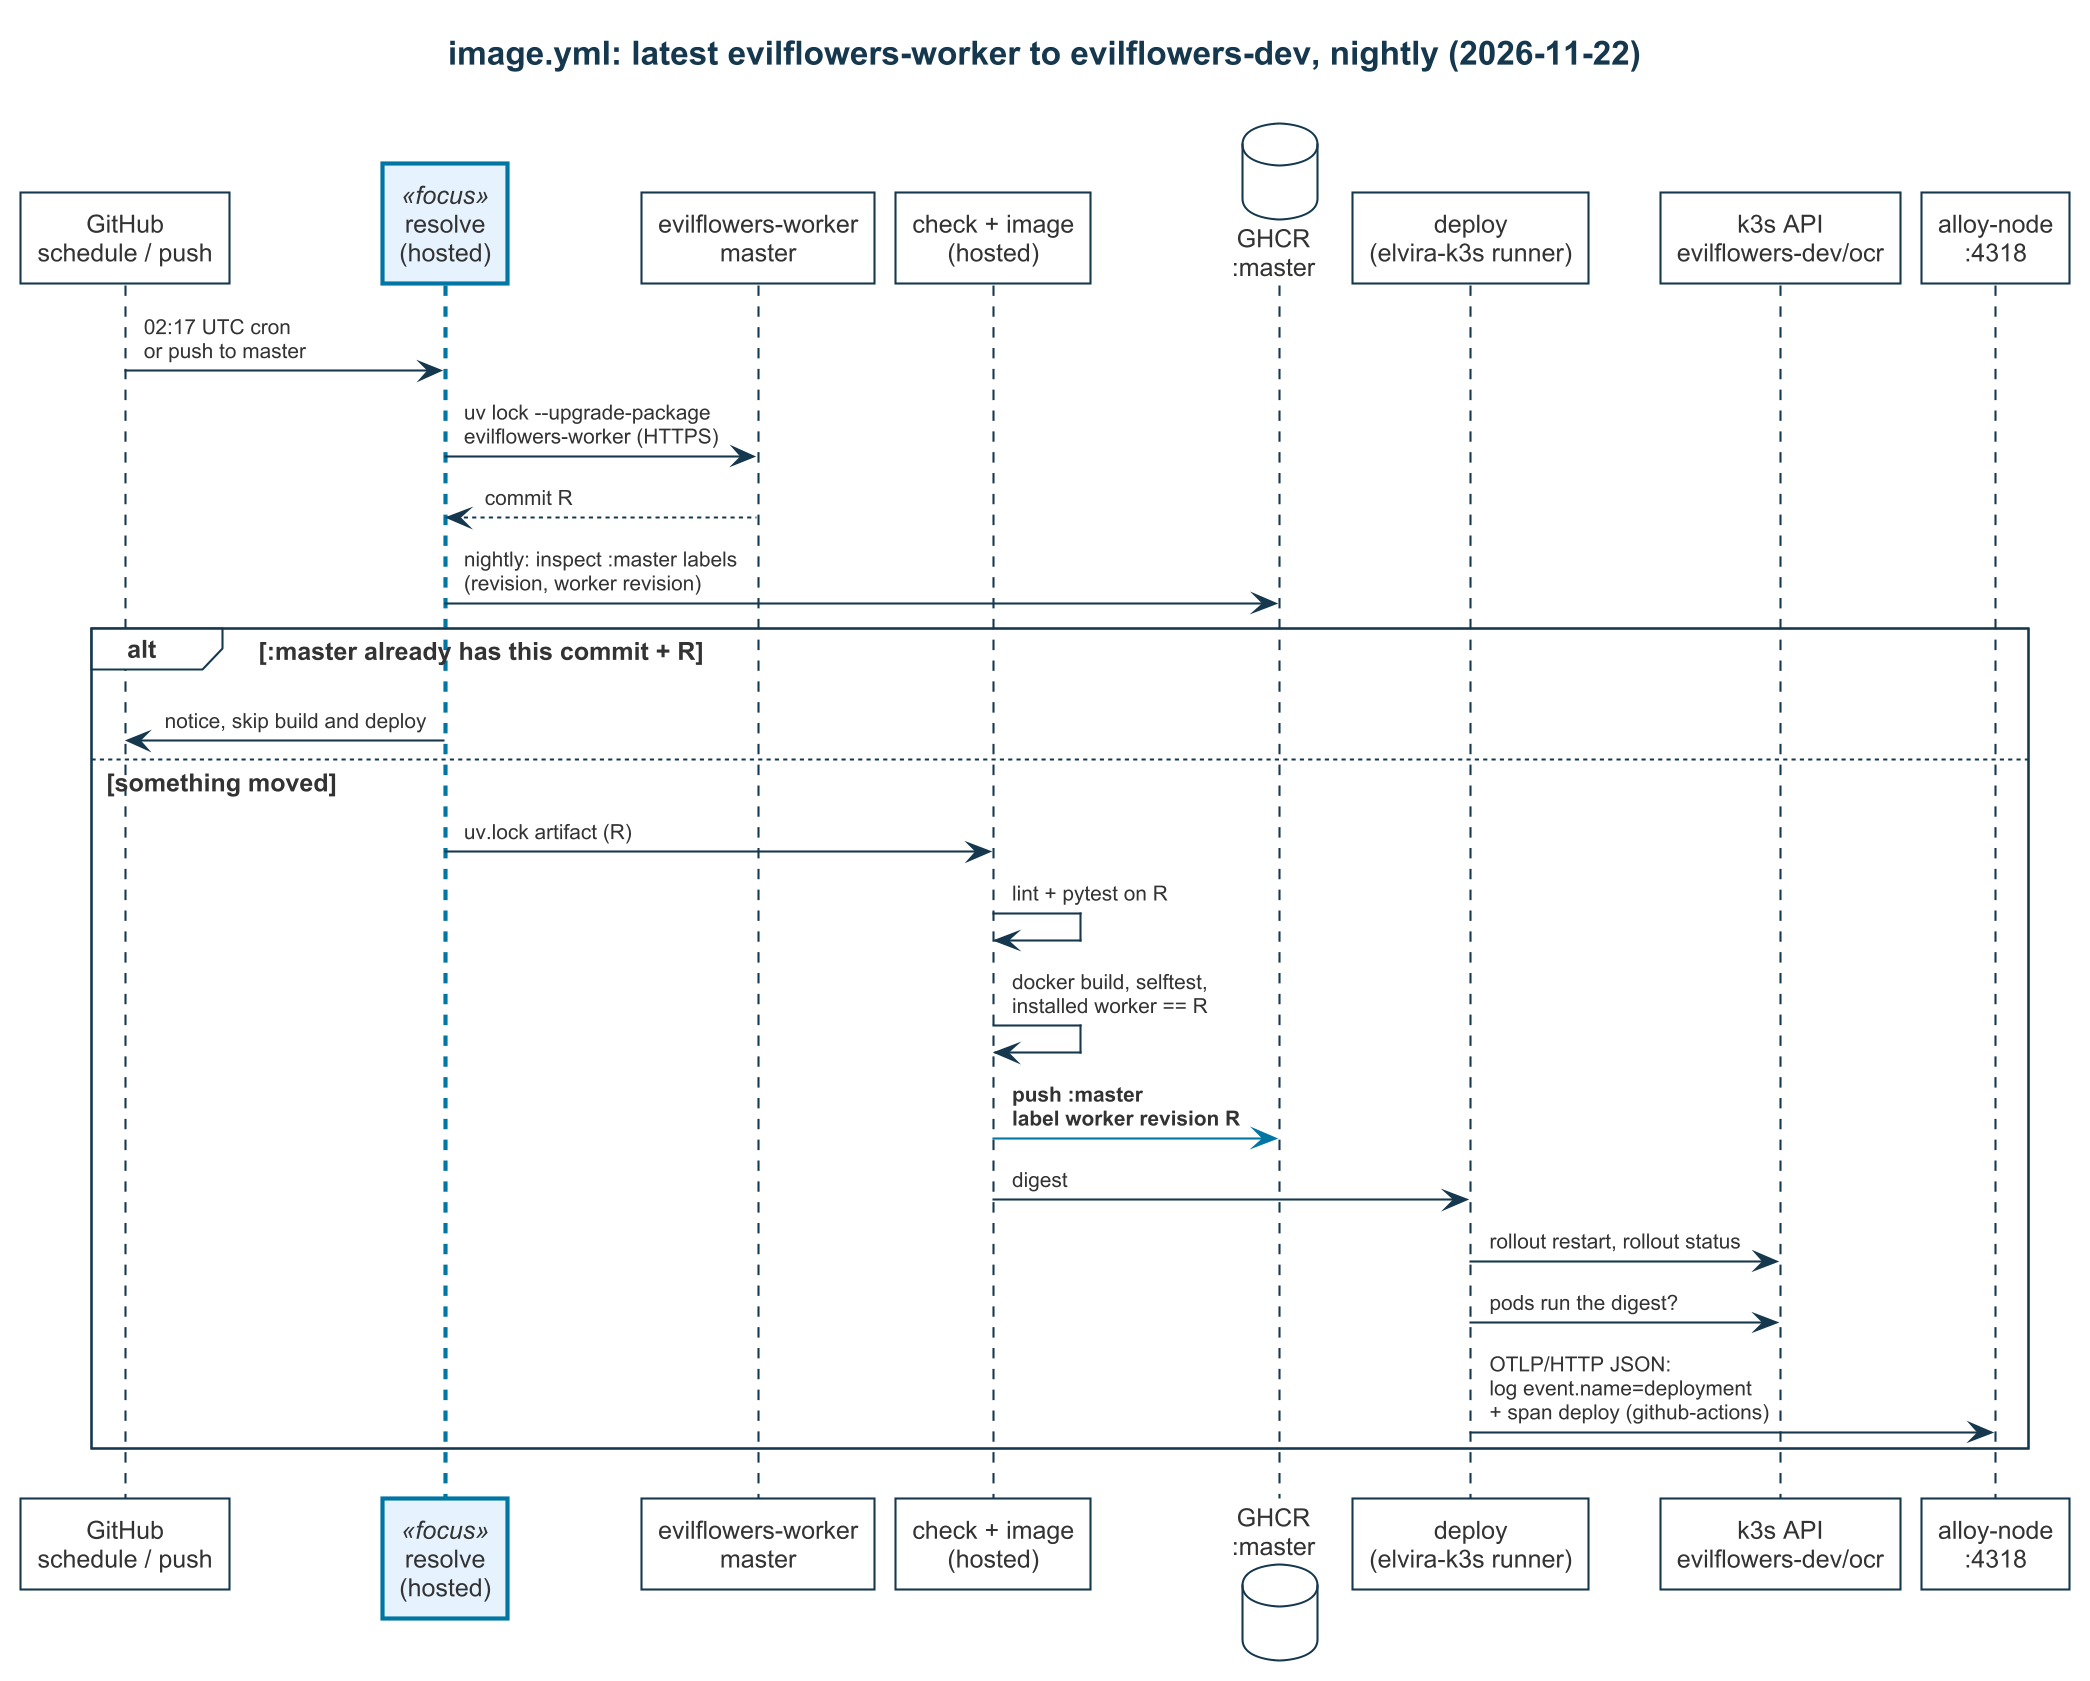 image.yml: latest evilflowers-worker to evilflowers-dev, nightly (2026-11-22)
GitHub
schedule / push
«focus»
resolve
(hosted)
evilflowers-worker
master
check + image
(hosted)
GHCR
:master
deploy
(elvira-k3s runner)
k3s API
evilflowers-dev/ocr
alloy-node
:4318
02:17 UTC cron
or push to master
uv lock --upgrade-package
evilflowers-worker (HTTPS)
commit R
nightly: inspect :master labels
(revision, worker revision)
alt
[:master already has this commit + R]
notice, skip build and deploy
[something moved]
uv.lock artifact (R)
lint + pytest on R
docker build, selftest,
installed worker == R
push :master
label worker revision R
digest
rollout restart, rollout status
pods run the digest?
OTLP/HTTP JSON:
log event.name=deployment
+ span deploy (github-actions)
GitHub
schedule / push
«focus»
resolve
(hosted)
evilflowers-worker
master
check + image
(hosted)
GHCR
:master
deploy
(elvira-k3s runner)
k3s API
evilflowers-dev/ocr
alloy-node
:4318